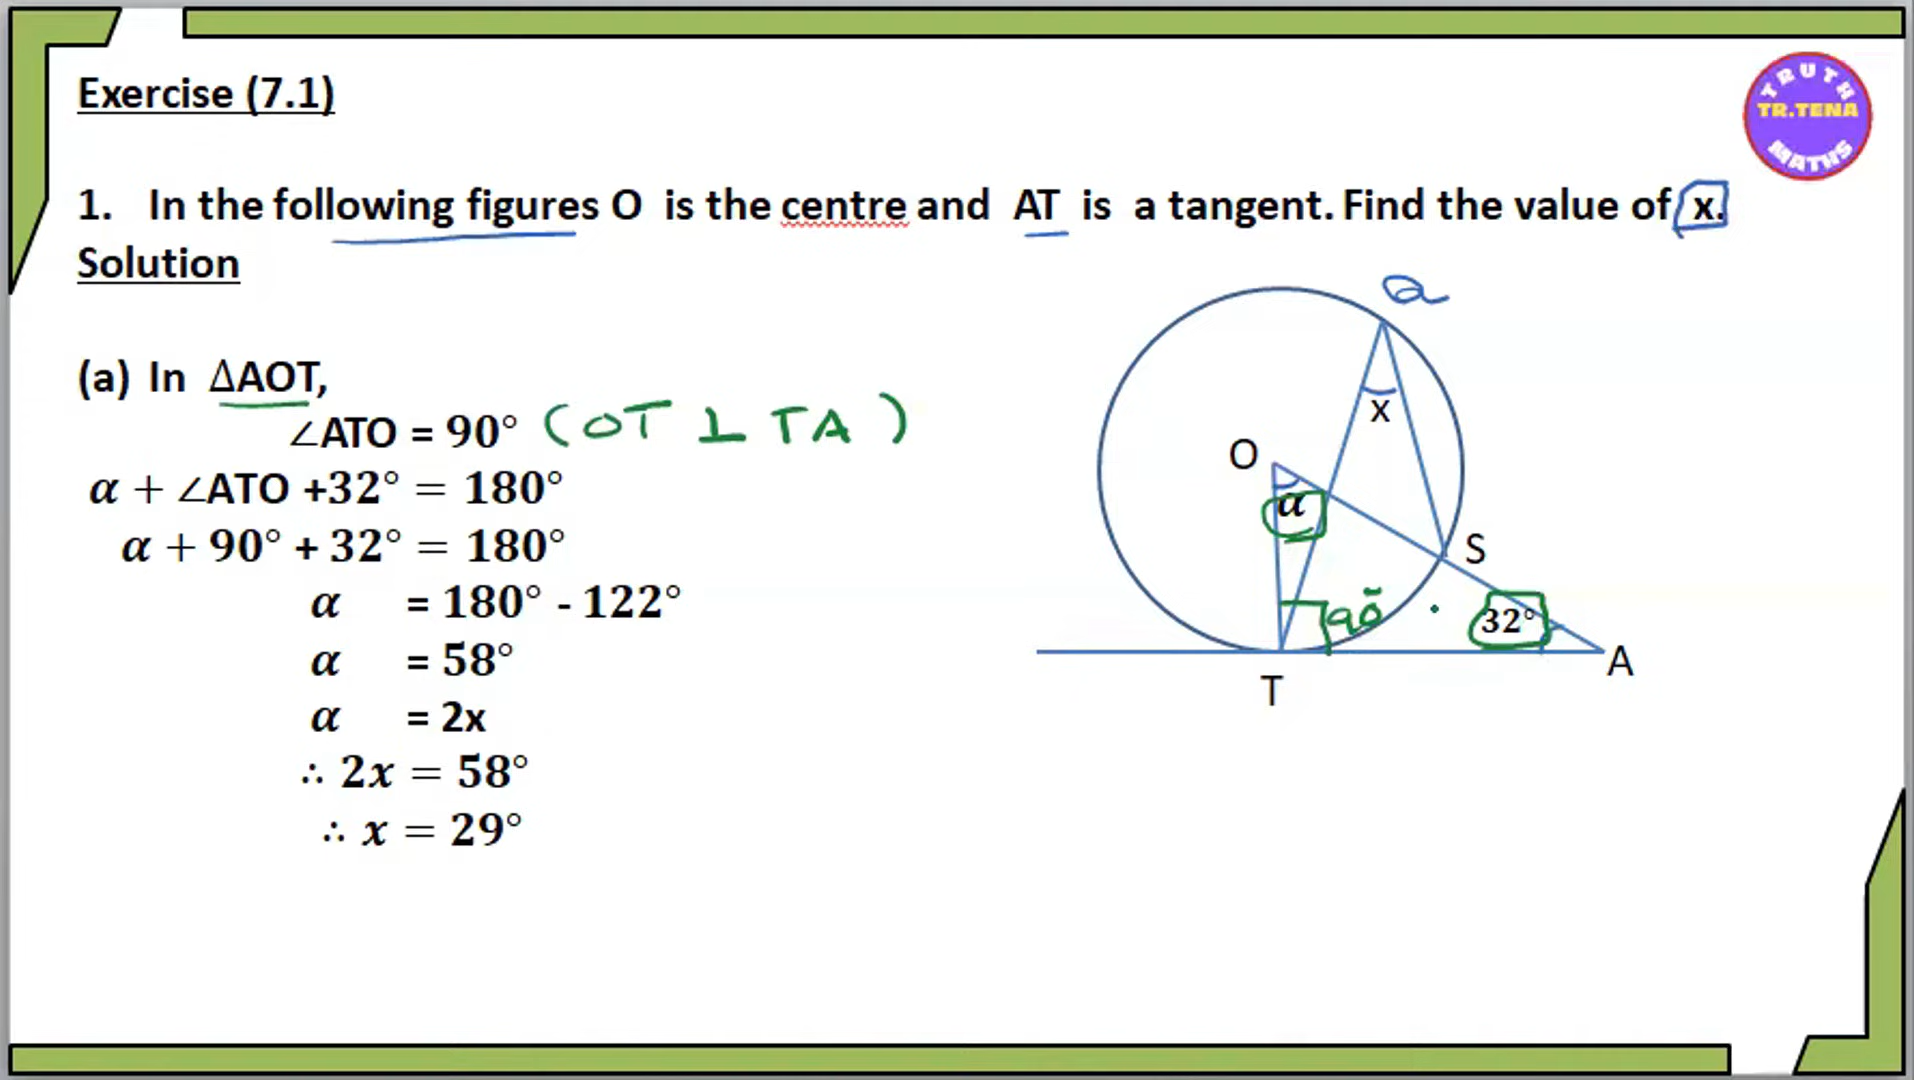 Exercise (7.1)
TRUTH
TR.TENA
MATHS
1. In the following figures O is the centre and AT is a tangent. Find the value of x.
Solution
(a) In ΔAOT,
∠ATO = 90° (OT ⊥ TA)
α + ∠ATO +32° = 180°
α + 90° + 32° = 180°
α = 180° - 122°
α = 58°
α = 2x
∴ 2x = 58°
∴ x = 29°
Q
x
O
α
S
90°
32°
A
T